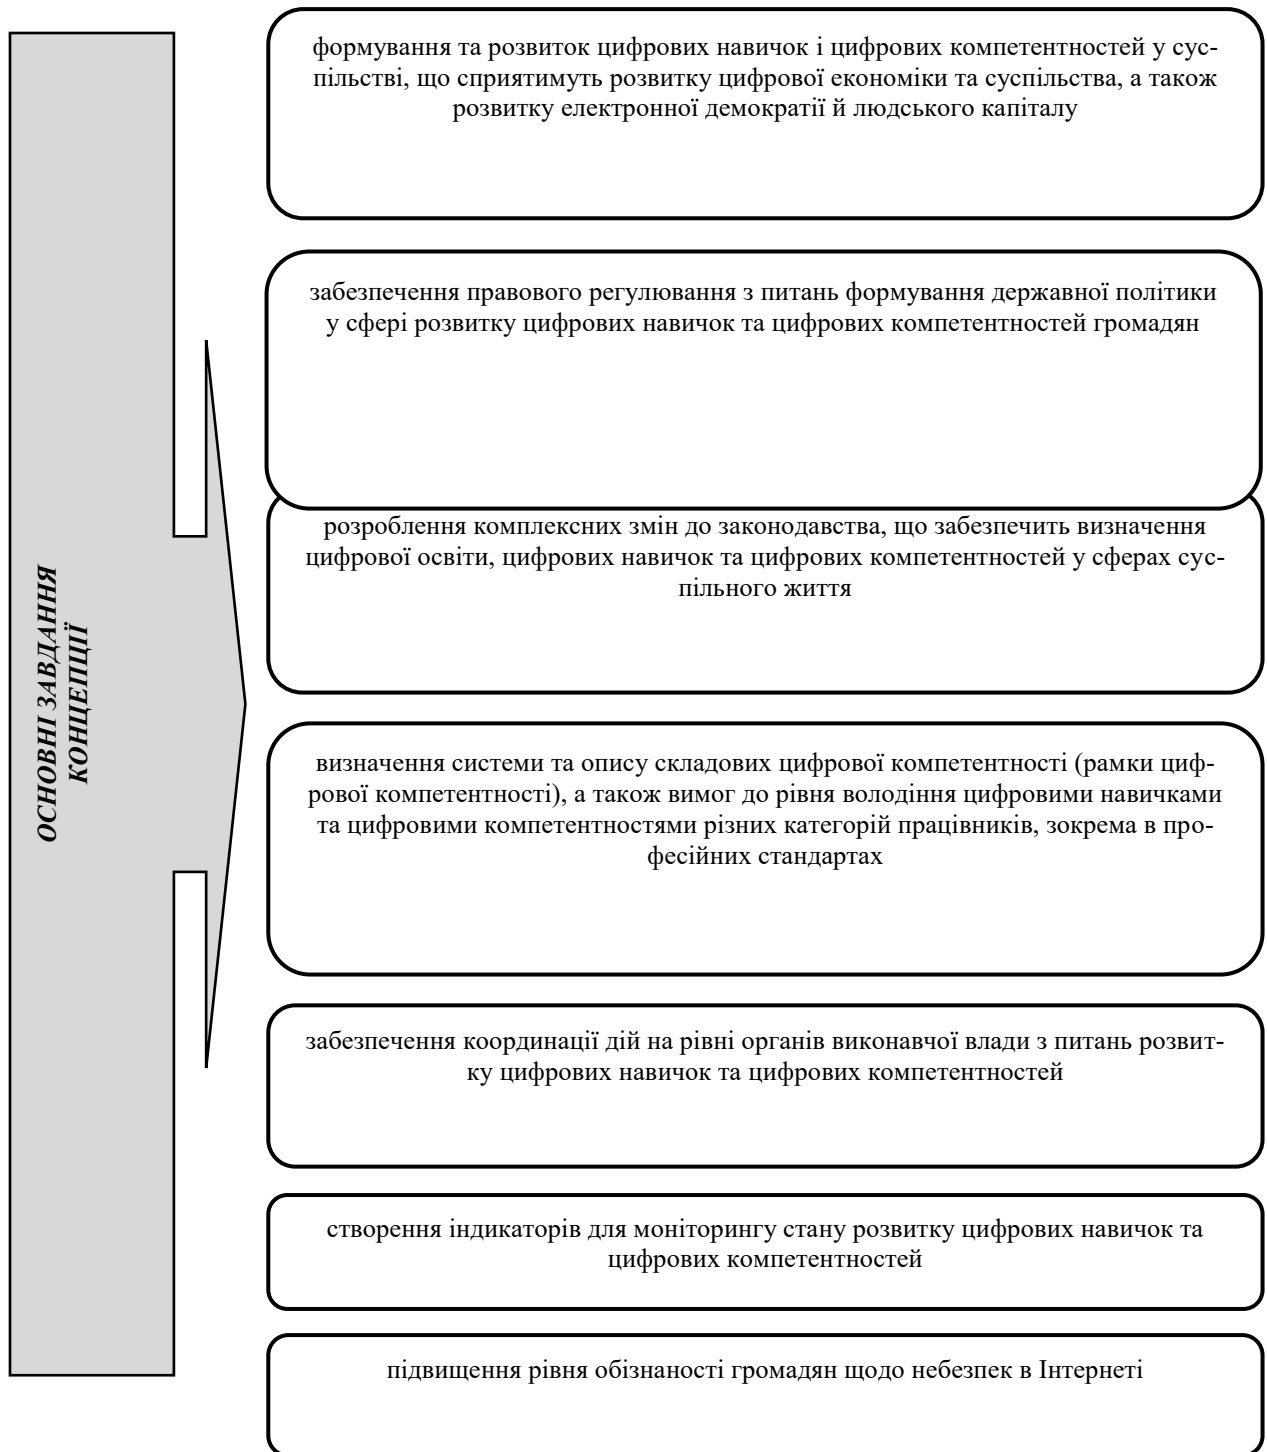 ОСНОВНІ ЗАВДАННЯ
КОНЦЕПЦІЇ
формування та розвиток цифрових навичок і цифрових компетентностей у сус-
пільстві, що сприятимуть розвитку цифрової економіки та суспільства, а також
розвитку електронної демократії й людського капіталу
забезпечення правового регулювання з питань формування державної політики
у сфері розвитку цифрових навичок та цифрових компетентностей громадян
розроблення комплексних змін до законодавства, що забезпечить визначення
цифрової освіти, цифрових навичок та цифрових компетентностей у сферах сус-
пільного життя
визначення системи та опису складових цифрової компетентності (рамки циф-
рової компетентності), а також вимог до рівня володіння цифровими навичками
та цифровими компетентностями різних категорій працівників, зокрема в про-
фесійних стандартах
забезпечення координації дій на рівні органів виконавчої влади з питань розвит-
ку цифрових навичок та цифрових компетентностей
створення індикаторів для моніторингу стану розвитку цифрових навичок та
цифрових компетентностей
підвищення рівня обізнаності громадян щодо небезпек в Інтернеті